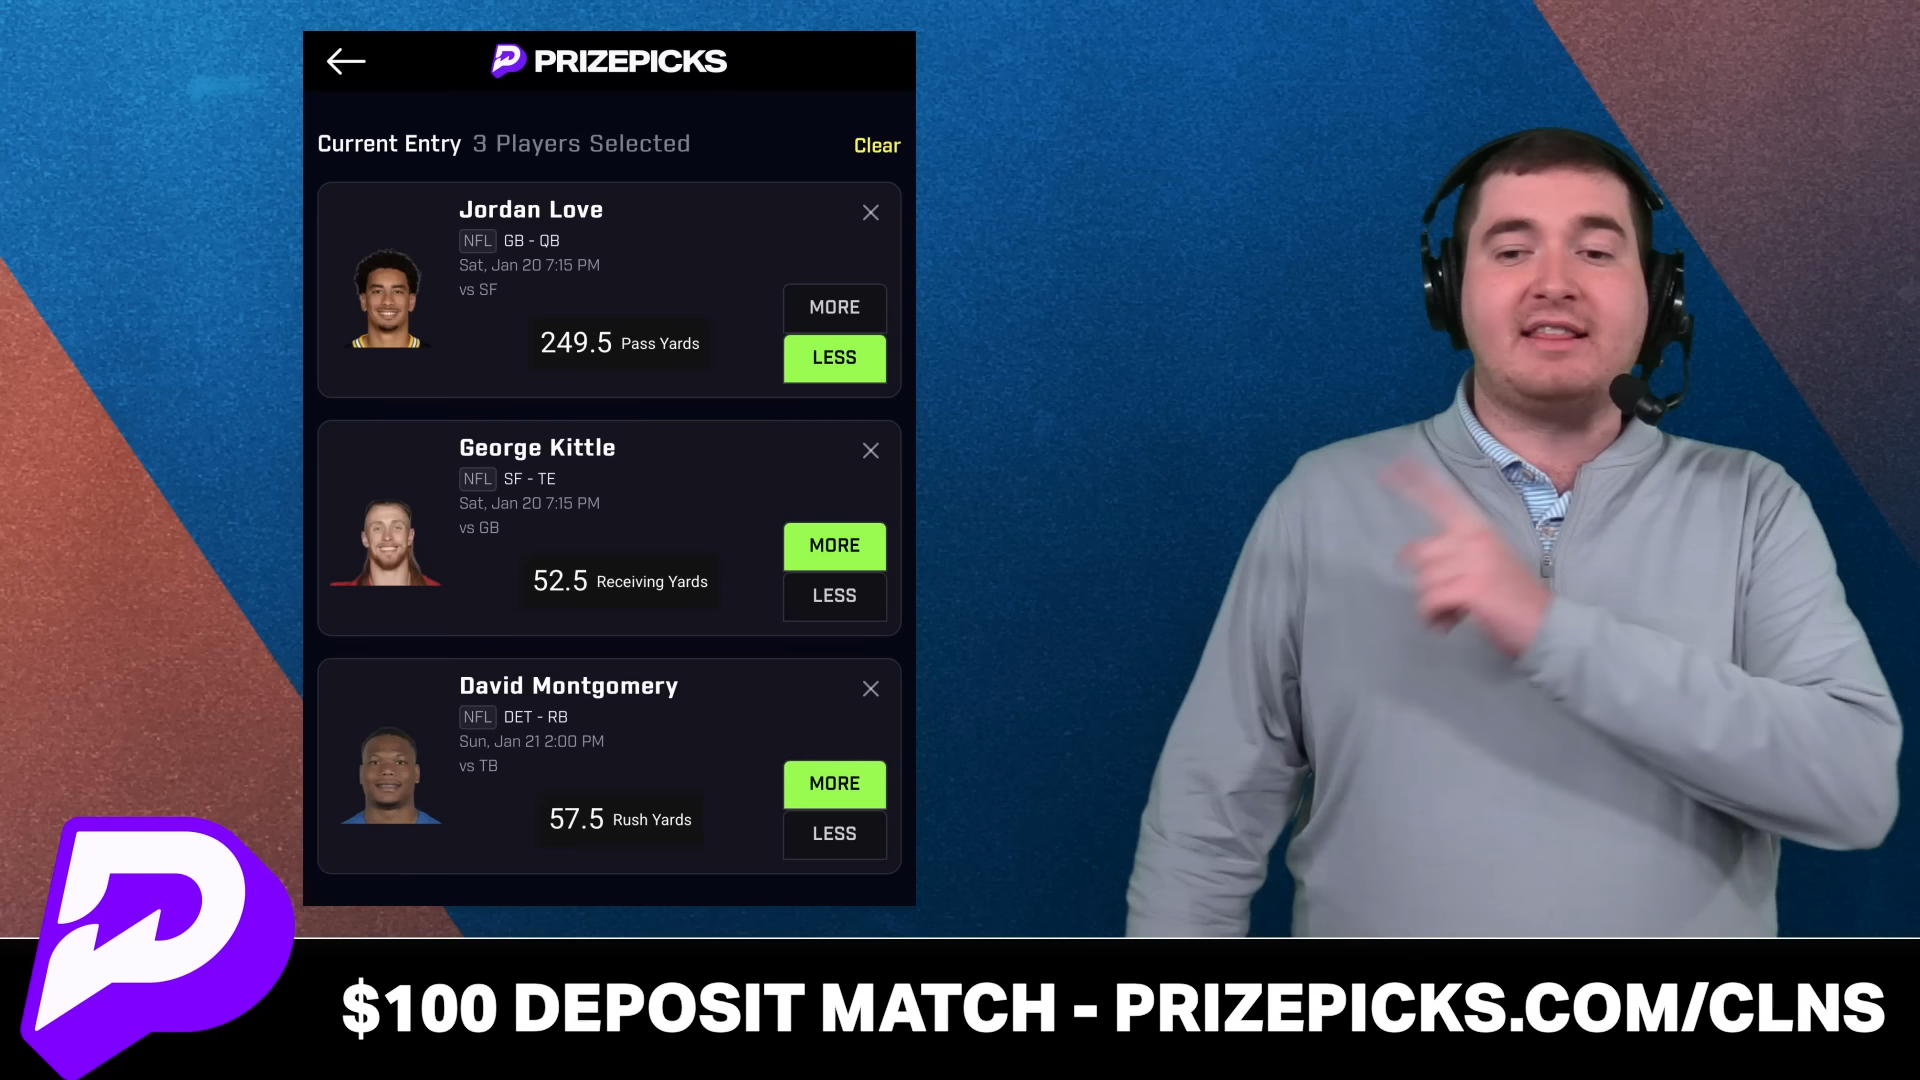 PRIZEPICKS
Current Entry 3 Players Selected Clear
Jordan Love
NFL GB - QB
Sat, Jan 20 7:15 PM
vs SF
249.5 Pass Yards
MORE
LESS
George Kittle
NFL SF - TE
Sat, Jan 20 7:15 PM
vs GB
52.5 Receiving Yards
MORE
LESS
David Montgomery
NFL DET - RB
Sun, Jan 21 2:00 PM
vs TB
57.5 Rush Yards
MORE
LESS
$100 DEPOSIT MATCH - PRIZEPICKS.COM/CLNS